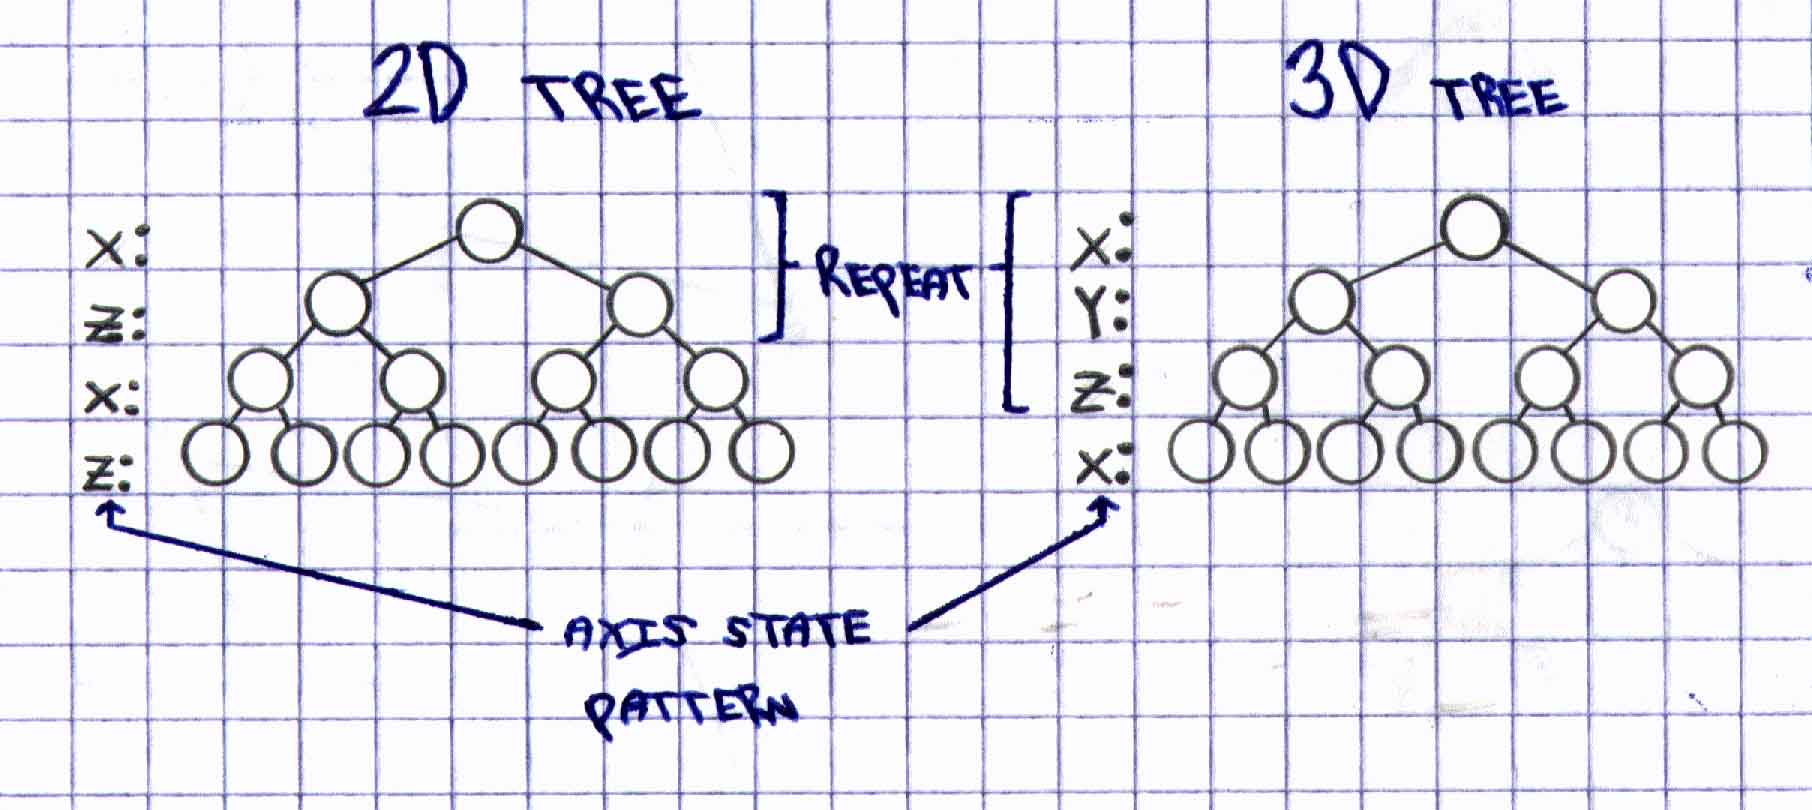 2D TREE
3D TREE
X:
Z:
X:
Z:
REPEAT
X:
Y:
Z:
X:
AXIS STATE
PATTERN